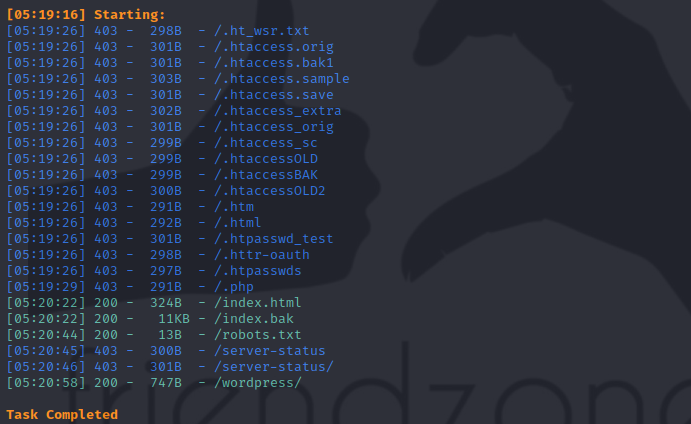 [05:19:16] Starting:
[05:19:26] 403 -  298B  - /.ht_wsr.txt
[05:19:26] 403 -  301B  - /.htaccess.orig
[05:19:26] 403 -  301B  - /.htaccess.bak1
[05:19:26] 403 -  303B  - /.htaccess.sample
[05:19:26] 403 -  301B  - /.htaccess.save
[05:19:26] 403 -  302B  - /.htaccess_extra
[05:19:26] 403 -  301B  - /.htaccess_orig
[05:19:26] 403 -  299B  - /.htaccess_sc
[05:19:26] 403 -  299B  - /.htaccessOLD
[05:19:26] 403 -  299B  - /.htaccessBAK
[05:19:26] 403 -  300B  - /.htaccessOLD2
[05:19:26] 403 -  291B  - /.htm
[05:19:26] 403 -  292B  - /.html
[05:19:26] 403 -  301B  - /.htpasswd_test
[05:19:26] 403 -  298B  - /.httr-oauth
[05:19:26] 403 -  297B  - /.htpasswds
[05:19:29] 403 -  291B  - /.php
[05:20:22] 200 -  324B  - /index.html
[05:20:22] 200 -   11KB - /index.bak
[05:20:44] 200 -   13B  - /robots.txt
[05:20:45] 403 -  300B  - /server-status
[05:20:46] 403 -  301B  - /server-status/
[05:20:58] 200 -  747B  - /wordpress/
friendzone
Task Completed